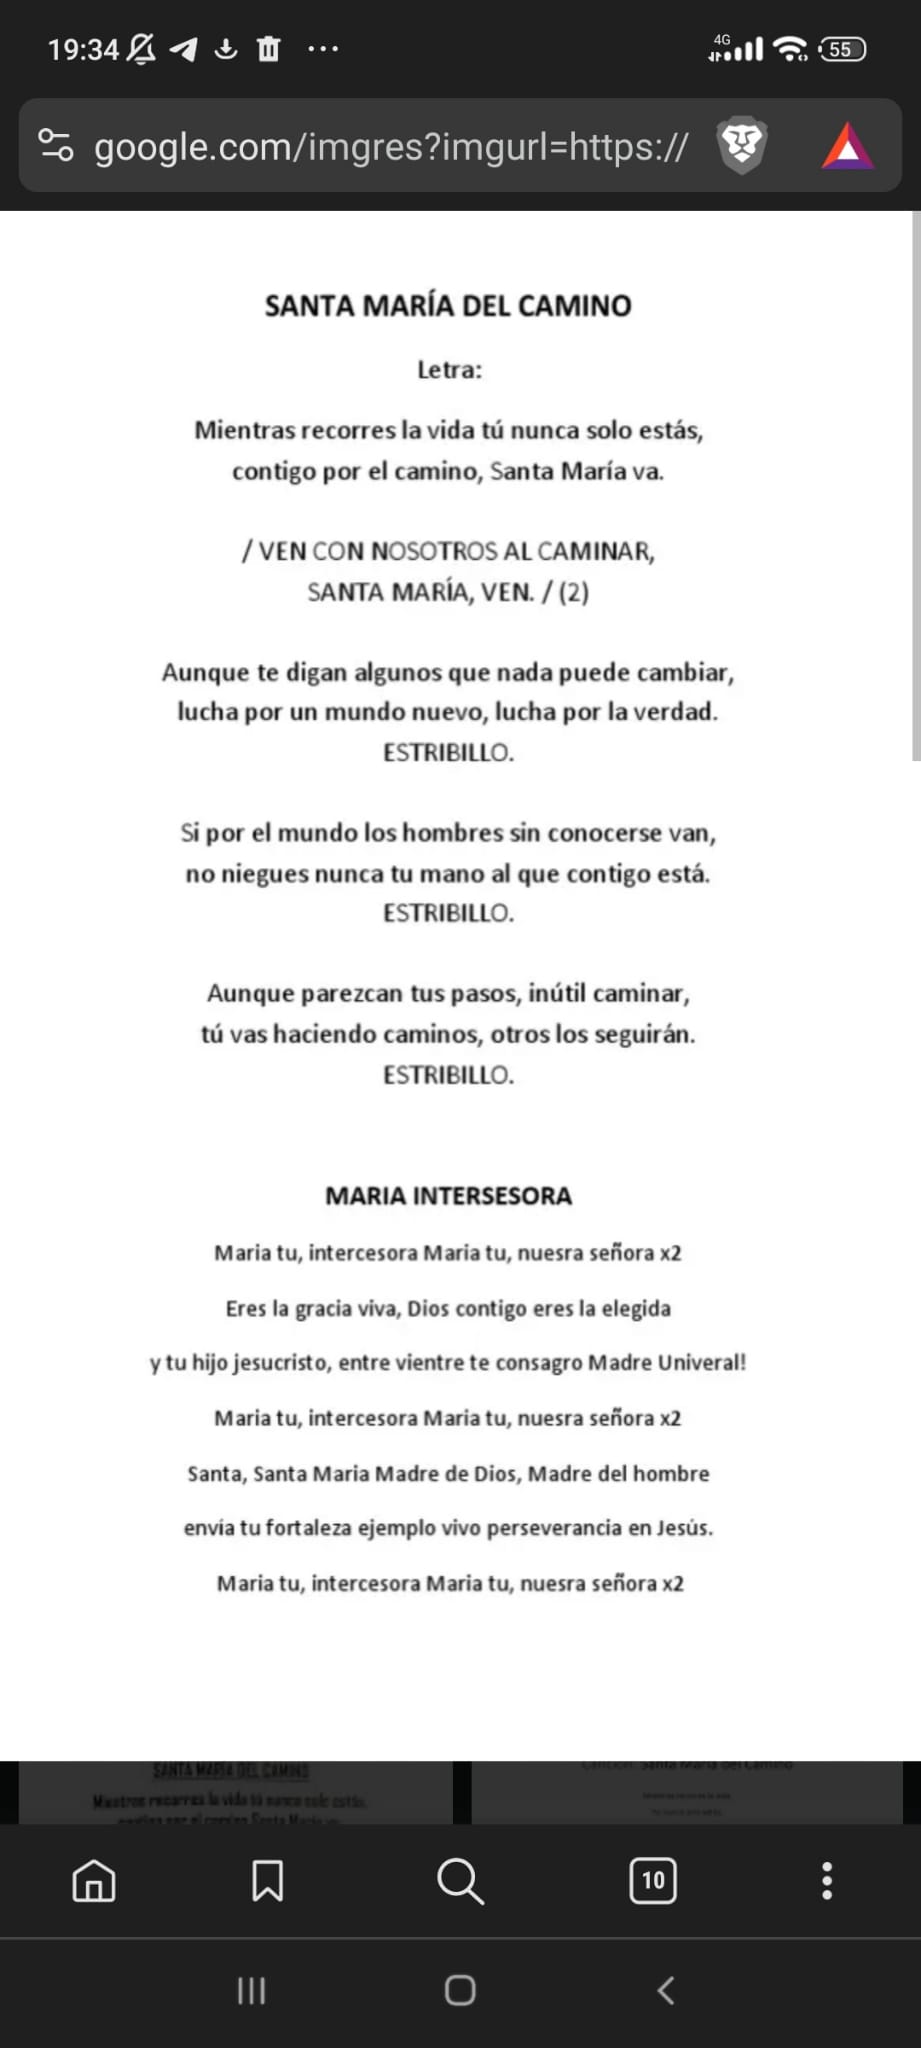 19:34
4G
55
google.com/imgres?imgurl=https://
SANTA MARÍA DEL CAMINO
Letra:
Mientras recorres la vida tú nunca solo estás,
contigo por el camino, Santa María va.
/ VEN CON NOSOTROS AL CAMINAR,
SANTA MARÍA, VEN. / (2)
Aunque te digan algunos que nada puede cambiar,
lucha por un mundo nuevo, lucha por la verdad.
ESTRIBILLO.
Si por el mundo los hombres sin conocerse van,
no niegues nunca tu mano al que contigo está.
ESTRIBILLO.
Aunque parezcan tus pasos, inútil caminar,
tú vas haciendo caminos, otros los seguirán.
ESTRIBILLO.
MARIA INTERSESORA
Maria tu, intercesora Maria tu, nuesra señora x2
Eres la gracia viva, Dios contigo eres la elegida
y tu hijo jesucristo, entre vientre te consagro Madre Univeral!
Maria tu, intercesora Maria tu, nuesra señora x2
Santa, Santa Maria Madre de Dios, Madre del hombre
envía tu fortaleza ejemplo vivo perseverancia en Jesús.
Maria tu, intercesora Maria tu, nuesra señora x2
SANTA MARÍA DEL CAMINO
Santa María del Camino
recorres la vida tú nunca solo estás,
10